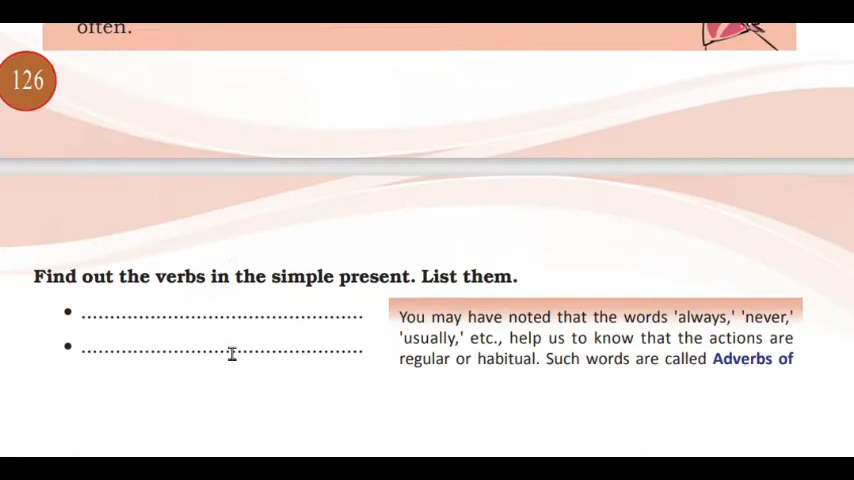 often.
126
Find out the verbs in the simple present. List them.
• ................................................
• ................................................
You may have noted that the words 'always,' 'never,'
'usually,' etc., help us to know that the actions are
regular or habitual. Such words are called Adverbs of